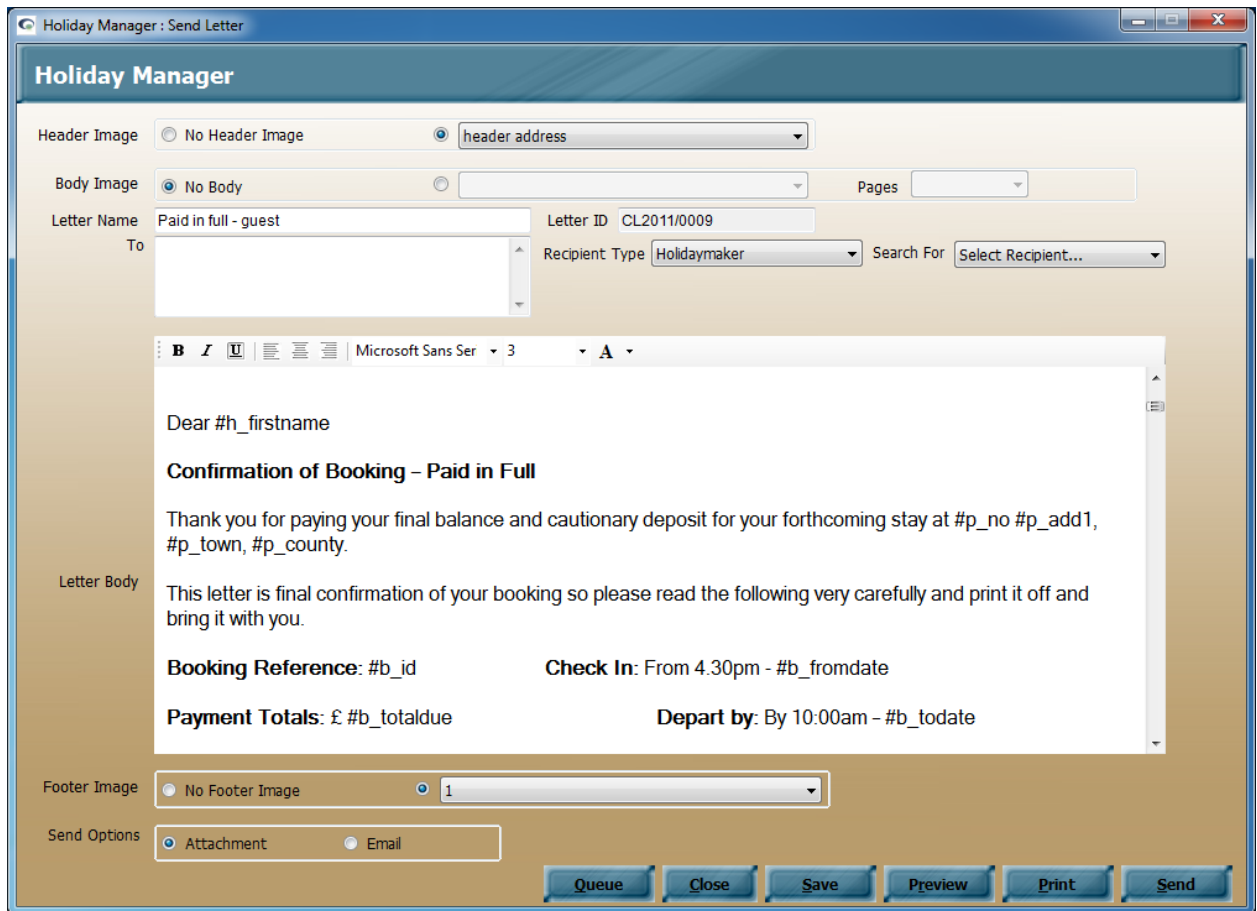 Holiday Manager : Send Letter
Holiday Manager
Header Image No Header Image header address
Body Image No Body Pages
Letter Name Paid in full - guest Letter ID CL2011/0009
To Recipient Type Holidaymaker Search For Select Recipient...
B I U Microsoft Sans Ser 3 A
Dear #h_firstname
Confirmation of Booking – Paid in Full
Thank you for paying your final balance and cautionary deposit for your forthcoming stay at #p_no #p_add1,
#p_town, #p_county.
Letter Body
This letter is final confirmation of your booking so please read the following very carefully and print it off and
bring it with you.
Booking Reference: #b_id Check In: From 4.30pm - #b_fromdate
Payment Totals: £ #b_totaldue Depart by: By 10:00am – #b_todate
Footer Image No Footer Image 1
Send Options Attachment Email
Queue Close Save Preview Print Send